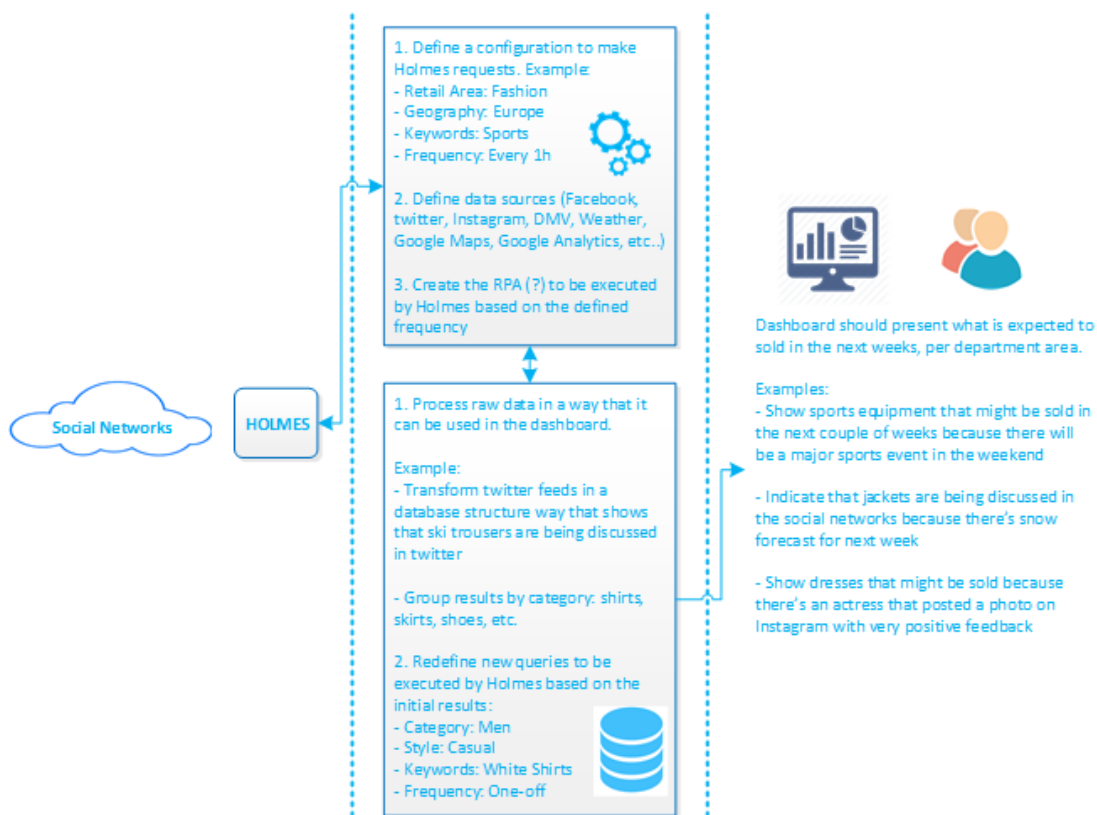 Social Networks
HOLMES
1. Define a configuration to make
Holmes requests. Example:
- Retail Area: Fashion
- Geography: Europe
- Keywords: Sports
- Frequency: Every 1h
2. Define data sources (Facebook,
twitter, Instagram, DMV, Weather,
Google Maps, Google Analytics, etc..)
3. Create the RPA (?) to be executed
by Holmes based on the defined
frequency
1. Process raw data in a way that it
can be used in the dashboard.
Example:
- Transform twitter feeds in a
database structure way that shows
that ski trousers are being discussed
in twitter
- Group results by category: shirts,
skirts, shoes, etc.
2. Redefine new queries to be
executed by Holmes based on the
initial results:
- Category: Men
- Style: Casual
- Keywords: White Shirts
- Frequency: One-off
Dashboard should present what is expected to
sold in the next weeks, per department area.
Examples:
- Show sports equipment that might be sold in
the next couple of weeks because there will
be a major sports event in the weekend
- Indicate that jackets are being discussed in
the social networks because there's snow
forecast for next week
- Show dresses that might be sold because
there's an actress that posted a photo on
Instagram with very positive feedback